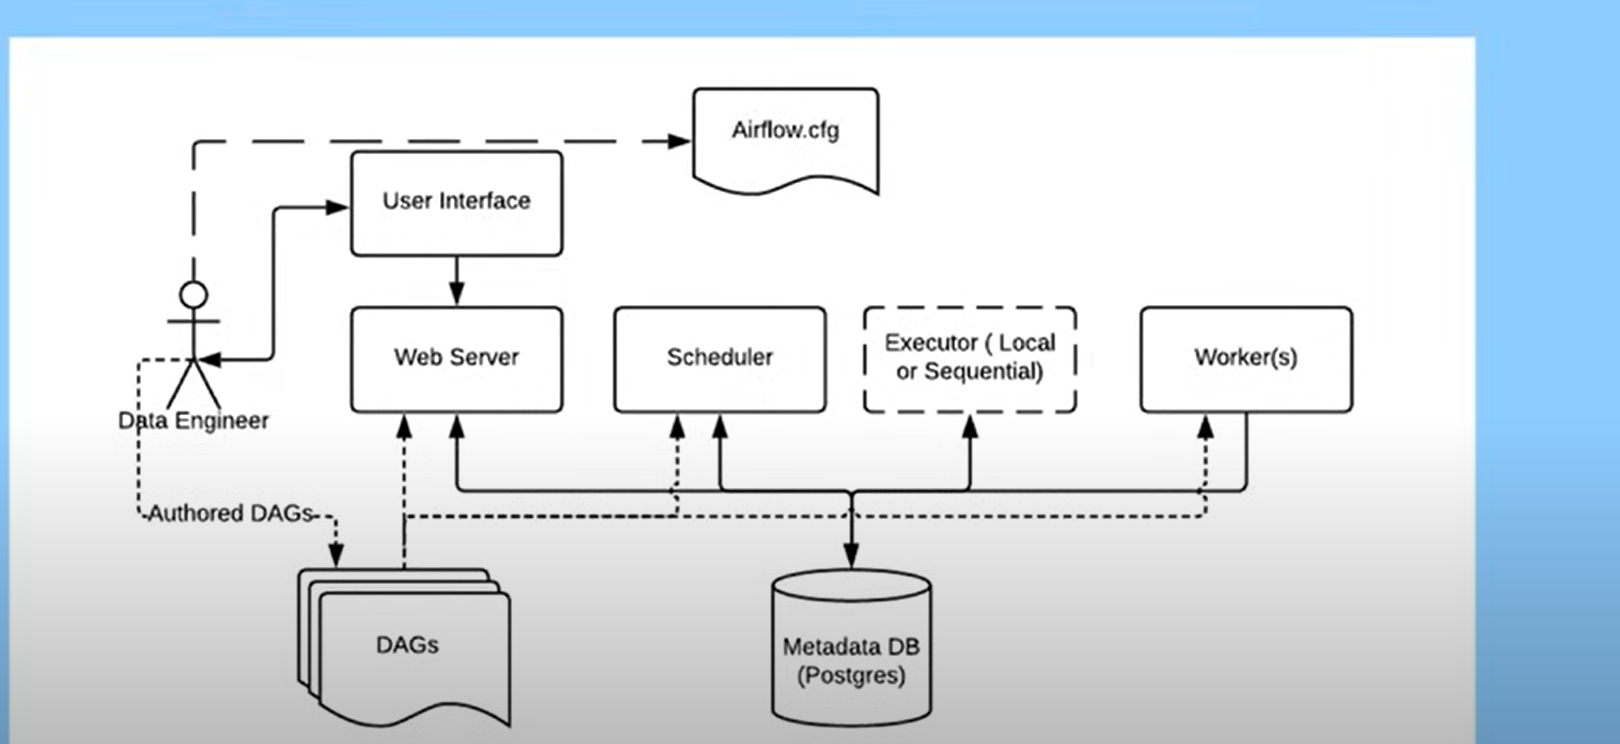 Airflow.cfg
User Interface
Web Server
Scheduler
Executor ( Local
or Sequential)
Worker(s)
Data Engineer
Authored DAGs
DAGs
Metadata DB
(Postgres)